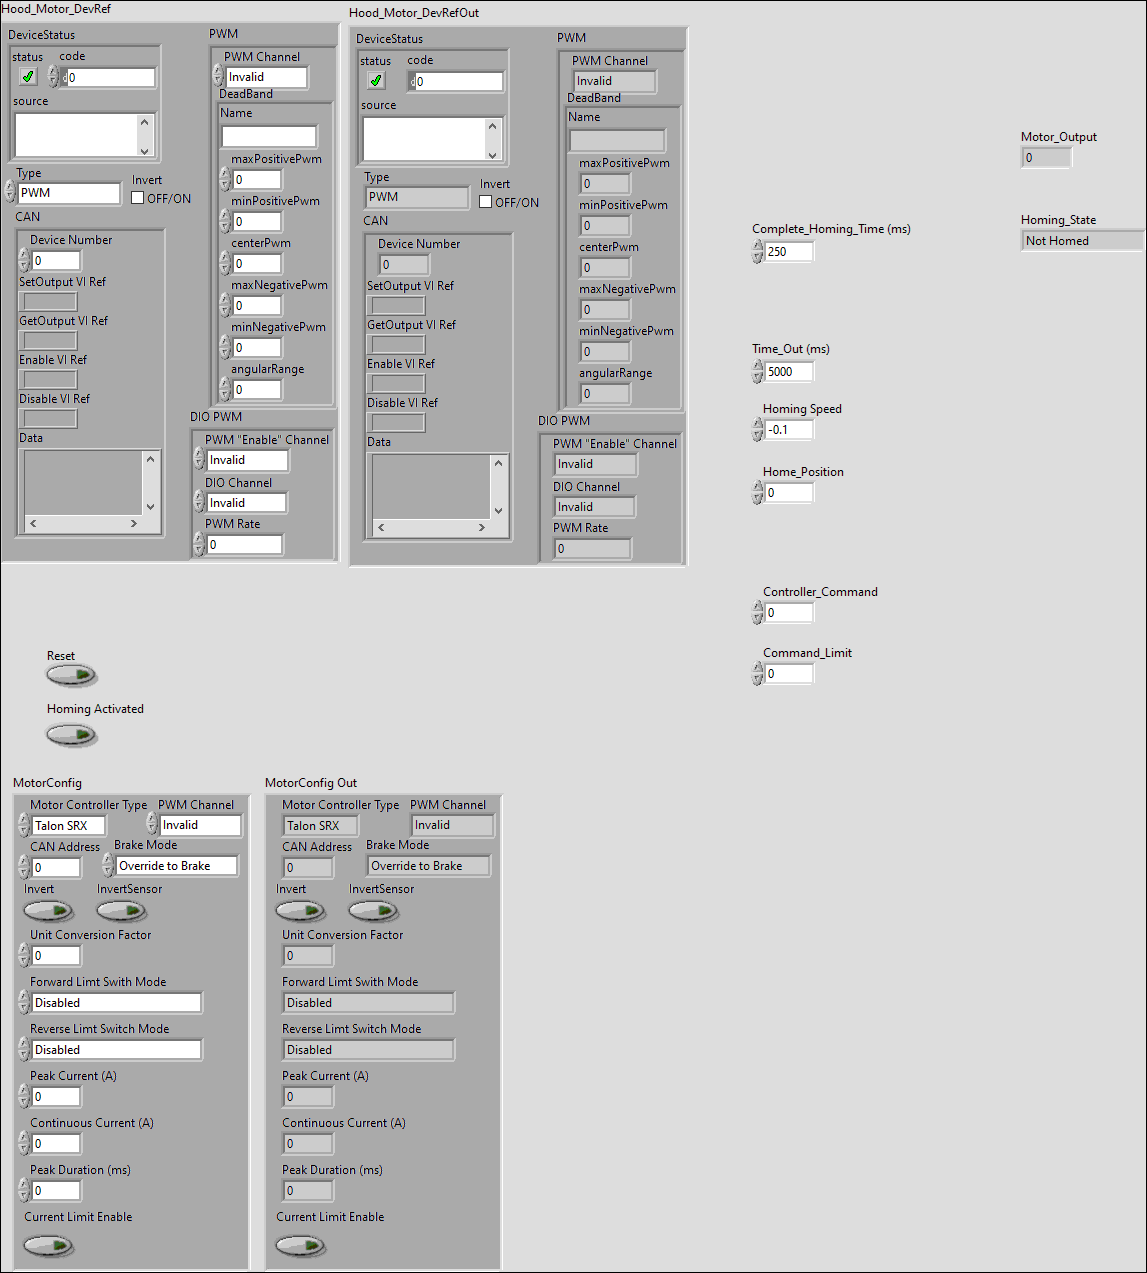 Hood_Motor_DevRef
DeviceStatus
status
code
d
0
source
Type
PWM
Invert
OFF/ON
CAN
Device Number
0
SetOutput VI Ref
GetOutput VI Ref
Enable VI Ref
Disable VI Ref
Data
PWM
PWM Channel
Invalid
DeadBand
Name
maxPositivePwm
0
minPositivePwm
0
centerPwm
0
maxNegativePwm
0
minNegativePwm
0
angularRange
0
DIO PWM
PWM "Enable" Channel
Invalid
DIO Channel
Invalid
PWM Rate
0
Hood_Motor_DevRefOut
DeviceStatus
status
code
d
0
source
Type
PWM
Invert
OFF/ON
CAN
Device Number
0
SetOutput VI Ref
GetOutput VI Ref
Enable VI Ref
Disable VI Ref
Data
PWM
PWM Channel
Invalid
DeadBand
Name
maxPositivePwm
0
minPositivePwm
0
centerPwm
0
maxNegativePwm
0
minNegativePwm
0
angularRange
0
DIO PWM
PWM "Enable" Channel
Invalid
DIO Channel
Invalid
PWM Rate
0
Motor_Output
0
Homing_State
Not Homed
Complete_Homing_Time (ms)
250
Time_Out (ms)
5000
Homing Speed
-0.1
Home_Position
0
Controller_Command
0
Command_Limit
0
Reset
Homing Activated
MotorConfig
Motor Controller Type
Talon SRX
PWM Channel
Invalid
CAN Address
0
Brake Mode
Override to Brake
Invert
InvertSensor
Unit Conversion Factor
0
Forward Limt Swith Mode
Disabled
Reverse Limt Switch Mode
Disabled
Peak Current (A)
0
Continuous Current (A)
0
Peak Duration (ms)
0
Current Limit Enable
MotorConfig Out
Motor Controller Type
Talon SRX
PWM Channel
Invalid
CAN Address
0
Brake Mode
Override to Brake
Invert
InvertSensor
Unit Conversion Factor
0
Forward Limt Swith Mode
Disabled
Reverse Limt Switch Mode
Disabled
Peak Current (A)
0
Continuous Current (A)
0
Peak Duration (ms)
0
Current Limit Enable